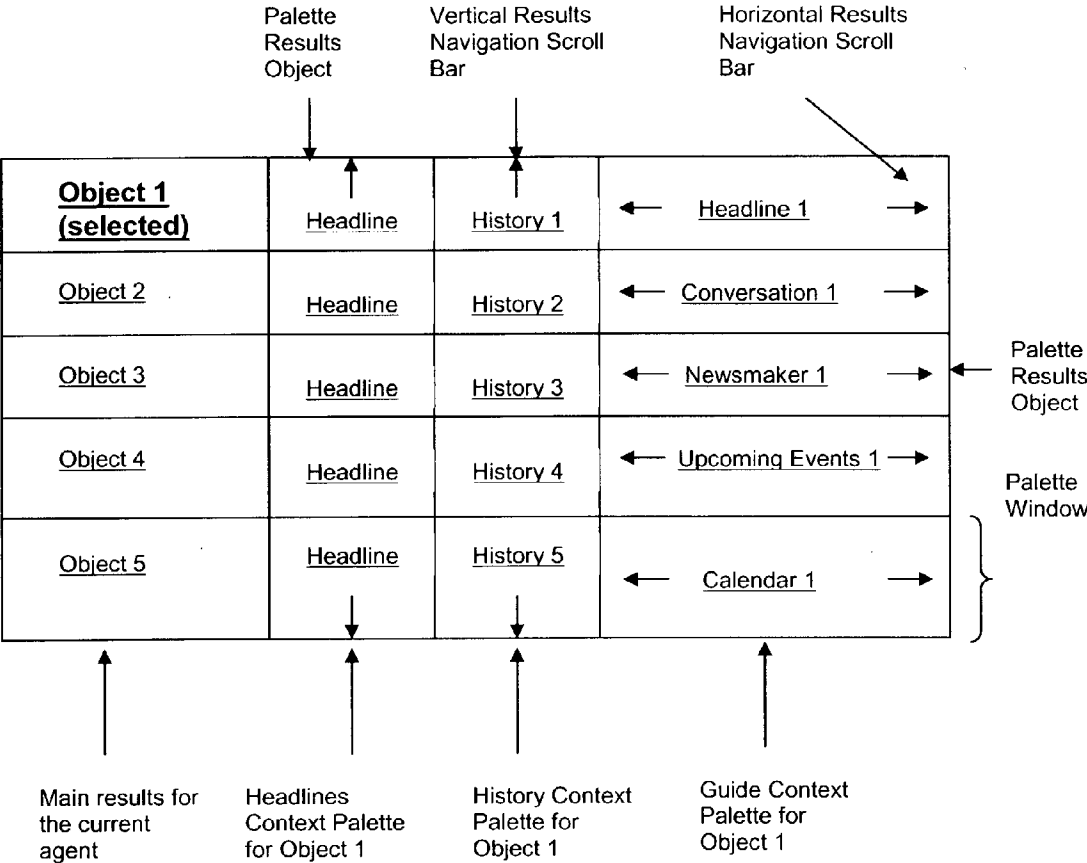 Palette
Results
Object
Vertical Results
Navigation Scroll
Bar
Horizontal Results
Navigation Scroll
Bar
Object 1
(selected)
Headline
History 1
Headline 1
Object 2
Headline
History 2
Conversation 1
Object 3
Headline
History 3
Newsmaker 1
Palette
Results
Object
Object 4
Headline
History 4
Upcoming Events 1
Palette
Window
Object 5
Headline
History 5
Calendar 1
Main results for
the current
agent
Headlines
Context Palette
for Object 1
History Context
Palette for
Object 1
Guide Context
Palette for
Object 1